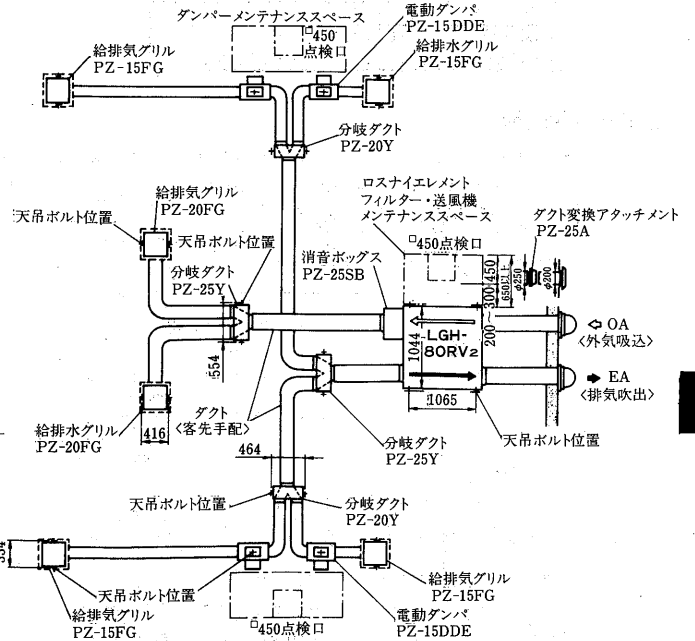 ダンパーメンテナンススペース
電動ダンパ
PZ-15DDE
□450
点検口
給排気グリル
PZ-15FG
給排水グリル
PZ-15FG
分岐ダクト
PZ-20Y
ロスナイエレメント
フィルター・送風機
メンテナンススペース
給排気グリル
PZ-20FG
天吊ボルト位置
天吊ボルト位置
ダクト変換アタッチメント
PZ-25A
□450点検口
消音ボックス
PZ-25SB
分岐ダクト
PZ-25Y
450
650以上
φ250
φ200
200～300
LGH-
80RV2
1044
⇦ OA
〈外気吸込〉
554
EA
〈排気吹出〉
1065
ダクト
〈客先手配〉
給排水グリル
PZ-20FG
416
464
分岐ダクト
PZ-25Y
天吊ボルト位置
天吊ボルト位置
分岐ダクト
PZ-20Y
天吊ボルト位置
給排気グリル
PZ-15FG
給排気グリル
PZ-15FG
□450点検口
電動ダンパ
PZ-15DDE